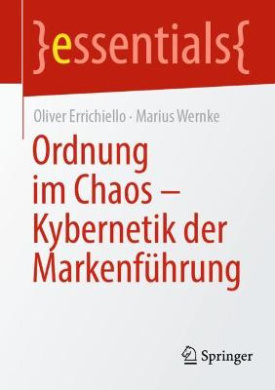 }essentials{
Oliver Errichiello · Marius Wernke
Ordnung
im Chaos –
Kybernetik der
Markenführung
Springer